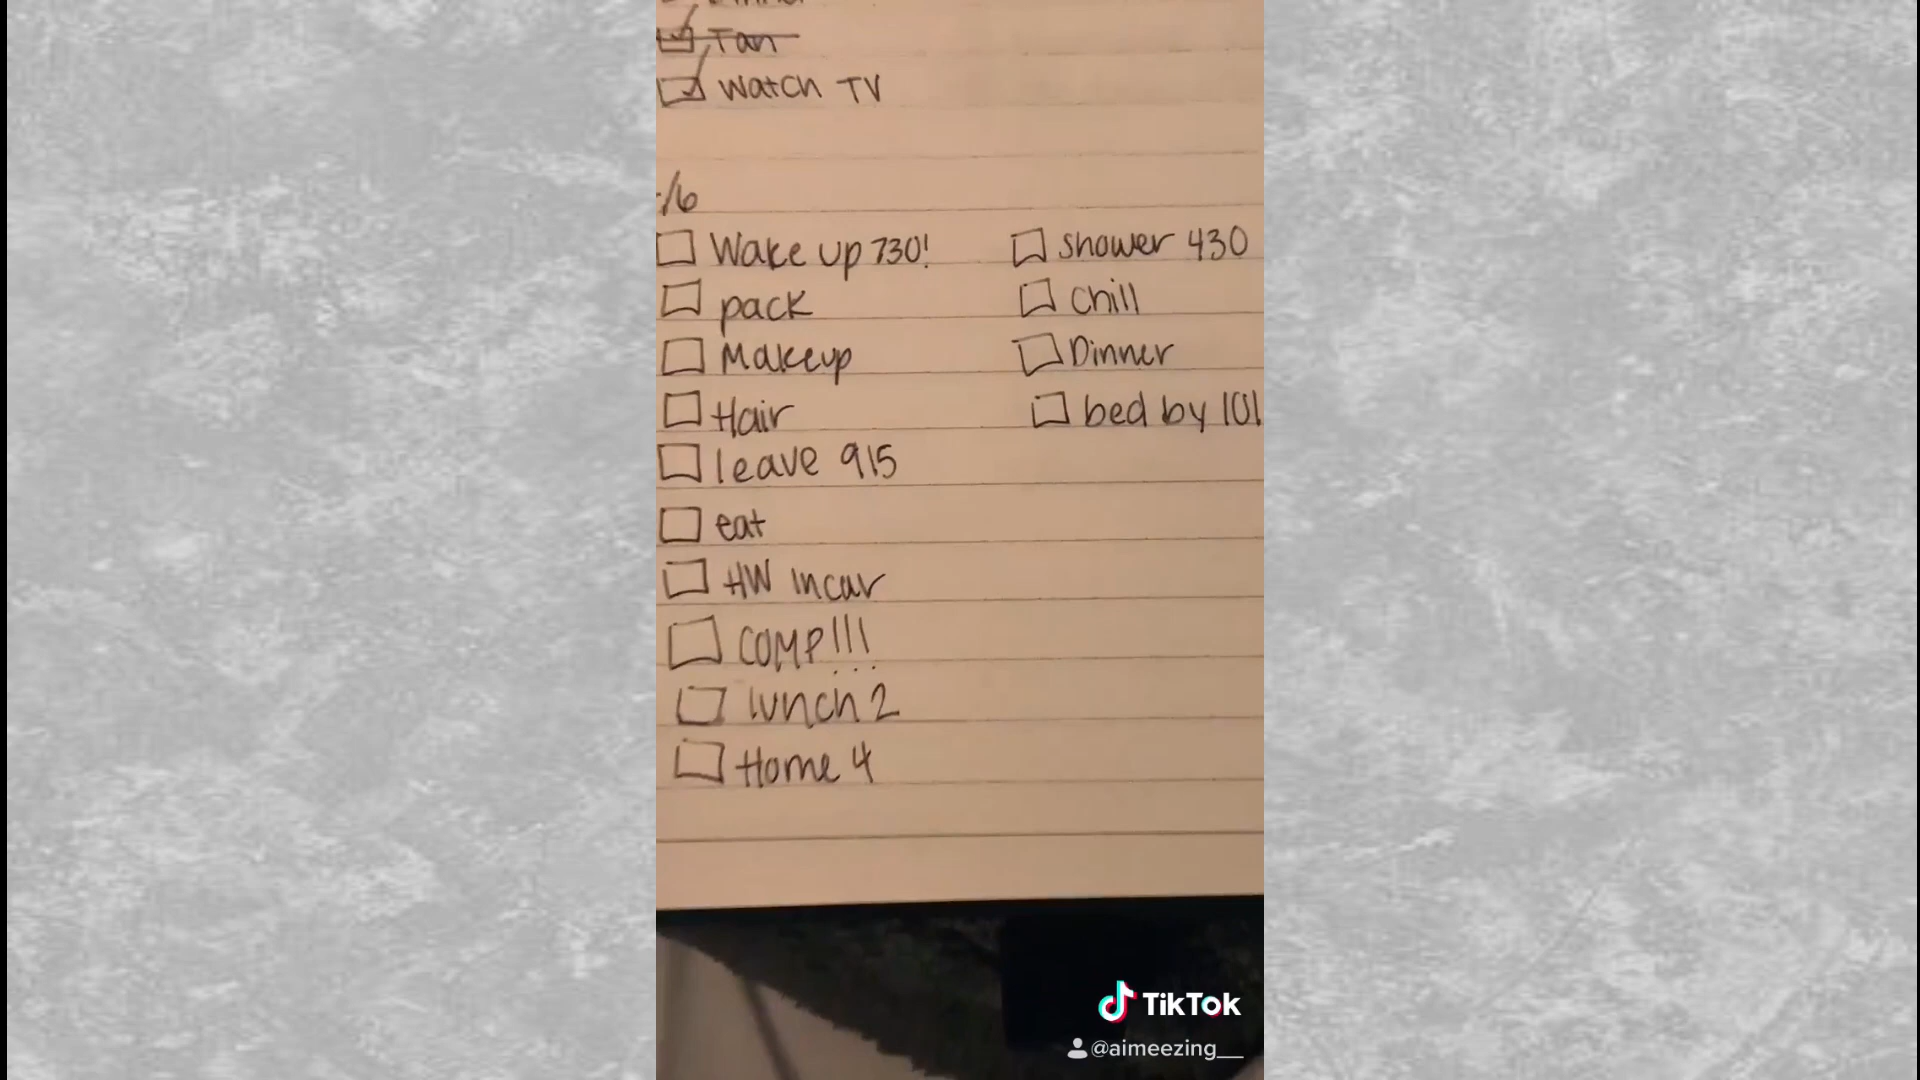 Tan
Watch TV
/6
Wake up 730!
pack
Makeup
Hair
leave 915
eat
HW in car
COMP!!!
lunch 2
Home 4
shower 430
Chill
Dinner
bed by 10
TikTok
@aimeezing__